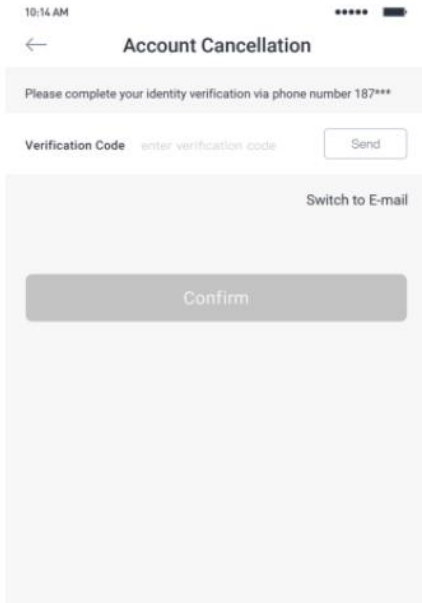 10:14 AM
Account Cancellation
Please complete your identity verification via phone number 187***
Verification Code enter verification code Send
Switch to E-mail
Confirm